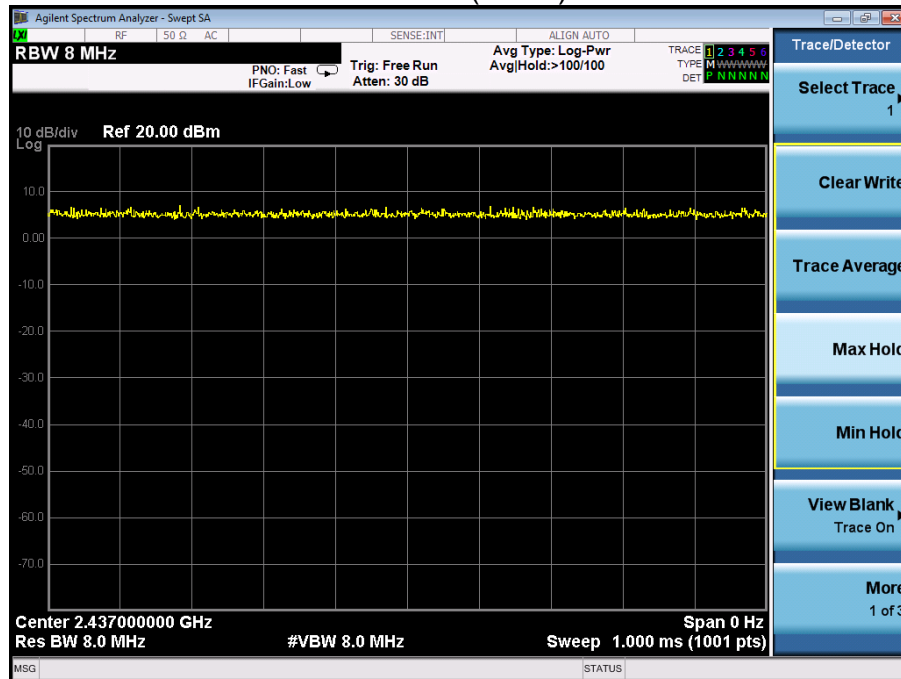 Agilent Spectrum Analyzer - Swept SA
LXI RF 50 Ω AC SENSE:INT ALIGN AUTO
RBW 8 MHz
PNO: Fast
IFGain:Low
Trig: Free Run
Atten: 30 dB
Avg Type: Log-Pwr
Avg|Hold:>100/100
TRACE 1 2 3 4 5 6
TYPE M WWWWW
DET P N N N N N
10 dB/div Ref 20.00 dBm
Log
10.0
0.00
-10.0
-20.0
-30.0
-40.0
-50.0
-60.0
-70.0
Center 2.437000000 GHz Span 0 Hz
Res BW 8.0 MHz #VBW 8.0 MHz Sweep 1.000 ms (1001 pts)
MSG STATUS
Trace/Detector
Select Trace
1
Clear Write
Trace Average
Max Hold
Min Hold
View Blank
Trace On
More
1 of 3